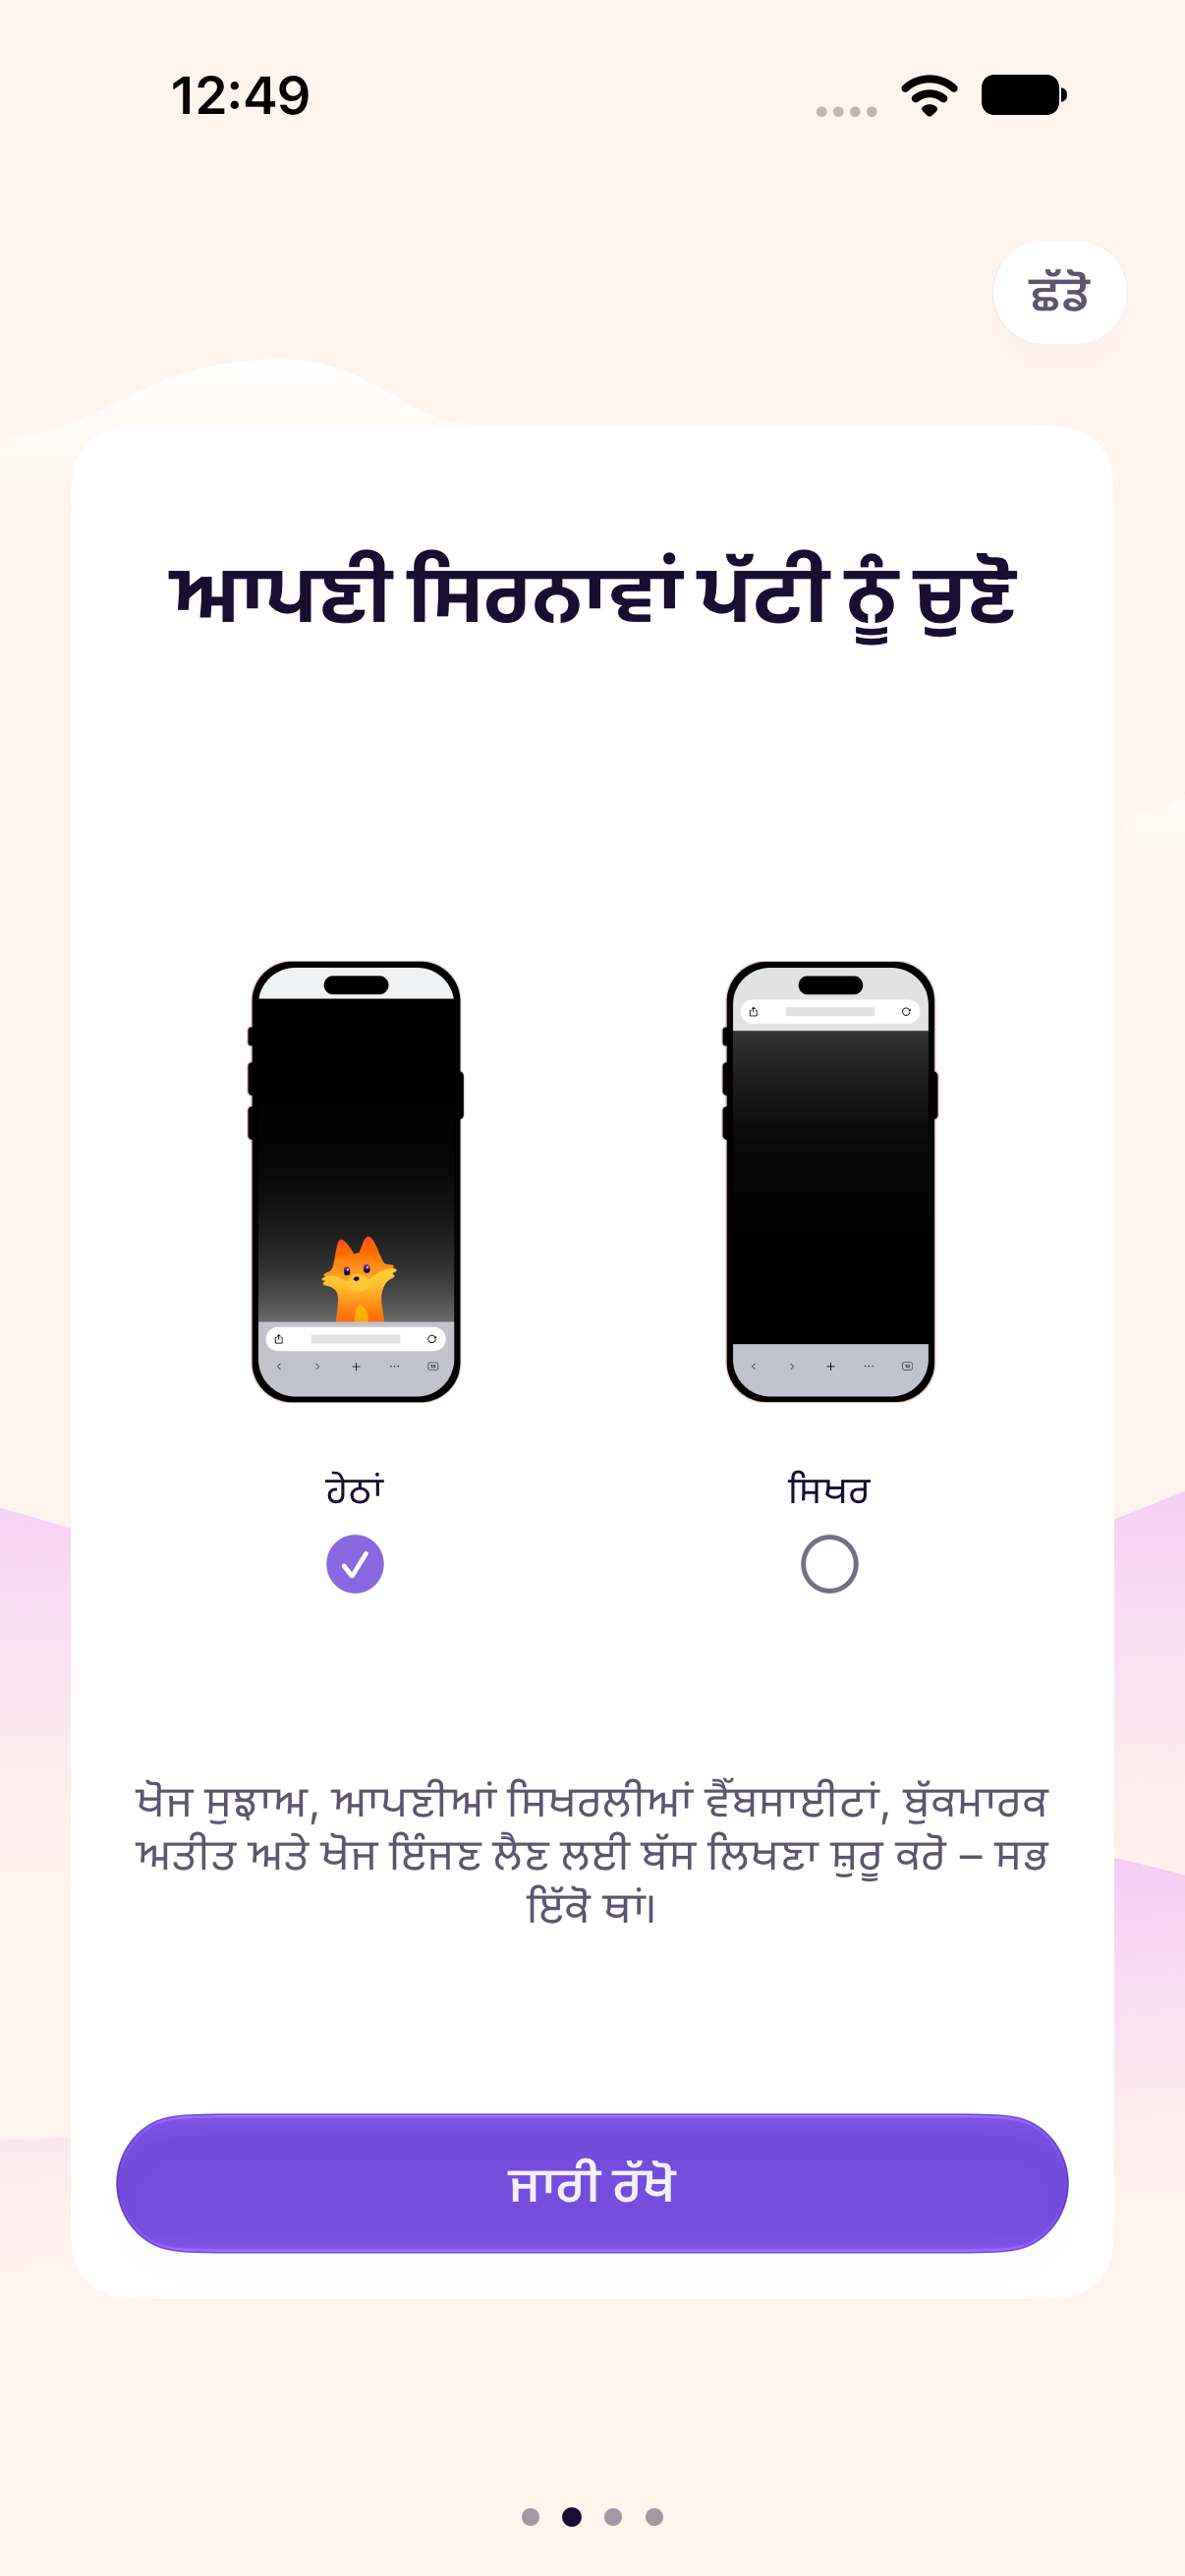 12:49
ਛੱਡੋ
ਆਪਣੀ ਸਿਰਨਾਵਾਂ ਪੱਟੀ ਨੂੰ ਚੁਣੋ
ਹੇਠਾਂ
ਸਿਖਰ
ਖੋਜ ਸੁਝਾਅ, ਆਪਣੀਆਂ ਸਿਖਰਲੀਆਂ ਵੈੱਬਸਾਈਟਾਂ, ਬੁੱਕਮਾਰਕ
ਅਤੀਤ ਅਤੇ ਖੋਜ ਇੰਜਣ ਲੈਣ ਲਈ ਬੱਸ ਲਿਖਣਾ ਸ਼ੁਰੂ ਕਰੋ – ਸਭ
ਇੱਕੋ ਥਾਂ।
ਜਾਰੀ ਰੱਖੋ